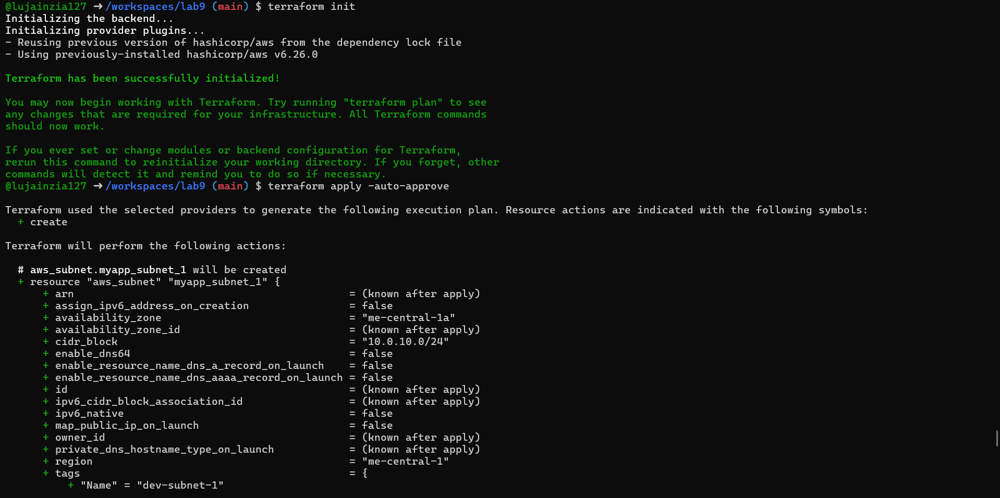 @lujainzia127 → /workspaces/lab9 (main) $ terraform init
Initializing the backend...
Initializing provider plugins...
- Reusing previous version of hashicorp/aws from the dependency lock file
- Using previously-installed hashicorp/aws v6.26.0
Terraform has been successfully initialized!
You may now begin working with Terraform. Try running "terraform plan" to see
any changes that are required for your infrastructure. All Terraform commands
should now work.
If you ever set or change modules or backend configuration for Terraform,
rerun this command to reinitialize your working directory. If you forget, other
commands will detect it and remind you to do so if necessary.
@lujainzia127 → /workspaces/lab9 (main) $ terraform apply -auto-approve
Terraform used the selected providers to generate the following execution plan. Resource actions are indicated with the following symbols:
  + create
Terraform will perform the following actions:
  # aws_subnet.myapp_subnet_1 will be created
  + resource "aws_subnet" "myapp_subnet_1" {
      + arn                                            = (known after apply)
      + assign_ipv6_address_on_creation                = false
      + availability_zone                              = "me-central-1a"
      + availability_zone_id                           = (known after apply)
      + cidr_block                                     = "10.0.10.0/24"
      + enable_dns64                                   = false
      + enable_resource_name_dns_a_record_on_launch    = false
      + enable_resource_name_dns_aaaa_record_on_launch = false
      + id                                             = (known after apply)
      + ipv6_cidr_block_association_id                 = (known after apply)
      + ipv6_native                                    = false
      + map_public_ip_on_launch                        = false
      + owner_id                                       = (known after apply)
      + private_dns_hostname_type_on_launch            = (known after apply)
      + region                                         = "me-central-1"
      + tags                                           = {
          + "Name" = "dev-subnet-1"